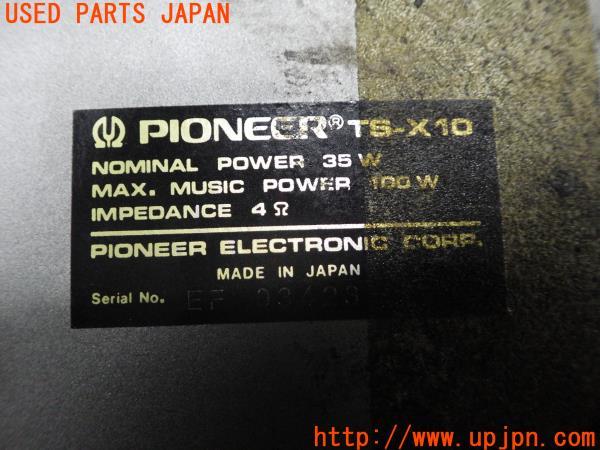 USED PARTS JAPAN
PIONEER® TS-X10
NOMINAL POWER 35 W
MAX. MUSIC POWER 100 W
IMPEDANCE 4 Ω
PIONEER ELECTRONIC CORP.
MADE IN JAPAN
Serial No. EF
http://www.upjpn.com/